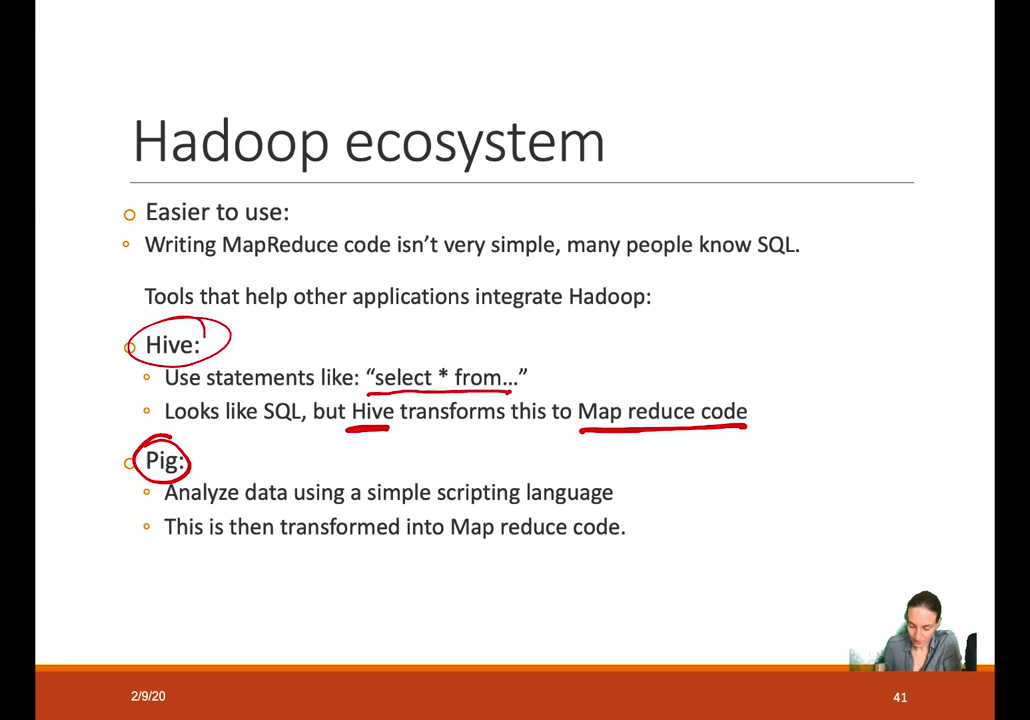 Hadoop ecosystem
Easier to use:
Writing MapReduce code isn’t very simple, many people know SQL.
Tools that help other applications integrate Hadoop:
Hive:
Use statements like: “select * from…”
Looks like SQL, but Hive transforms this to Map reduce code
Pig:
Analyze data using a simple scripting language
This is then transformed into Map reduce code.
2/9/20
41